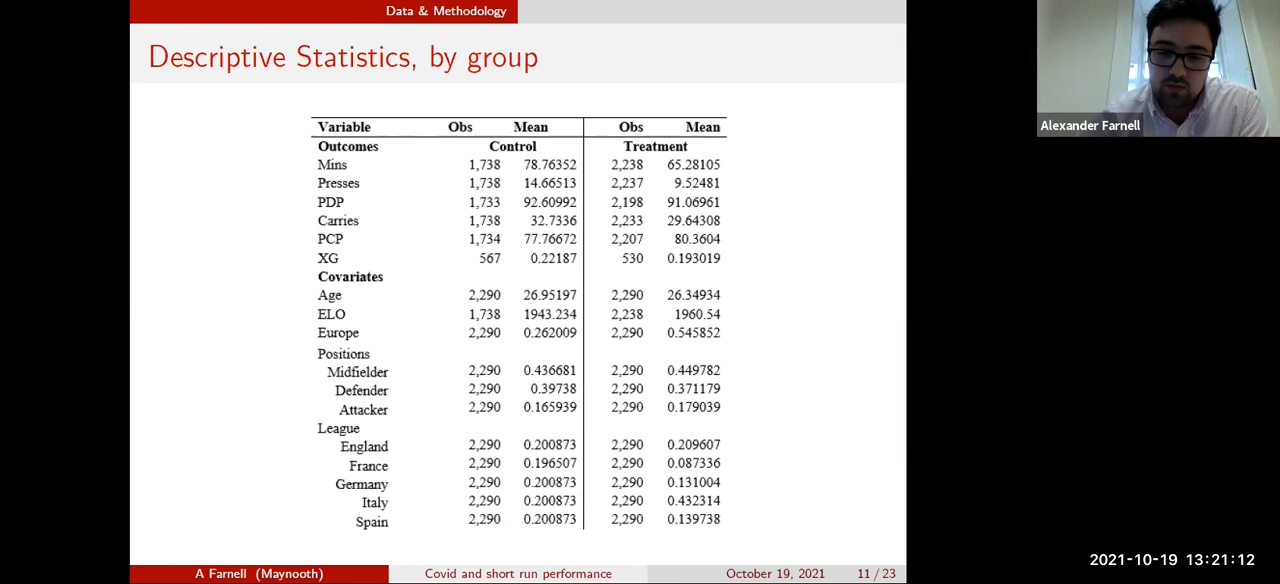 Data & Methodology
Descriptive Statistics, by group
Variable Obs Mean Obs Mean
Outcomes Control Treatment
Mins 1,738 78.76352 2,238 65.28105
Presses 1,738 14.66513 2,237 9.52481
PDP 1,733 92.60992 2,198 91.06961
Carries 1,738 32.7336 2,233 29.64308
PCP 1,734 77.76672 2,207 80.3604
XG 567 0.22187 530 0.193019
Covariates
Age 2,290 26.95197 2,290 26.34934
ELO 1,738 1943.234 2,238 1960.54
Europe 2,290 0.262009 2,290 0.545852
Positions
Midfielder 2,290 0.436681 2,290 0.449782
Defender 2,290 0.39738 2,290 0.371179
Attacker 2,290 0.165939 2,290 0.179039
League
England 2,290 0.200873 2,290 0.209607
France 2,290 0.196507 2,290 0.087336
Germany 2,290 0.200873 2,290 0.131004
Italy 2,290 0.200873 2,290 0.432314
Spain 2,290 0.200873 2,290 0.139738
A Farnell (Maynooth) Covid and short run performance October 19, 2021 11 / 23
Alexander Farnell
2021-10-19 13:21:12